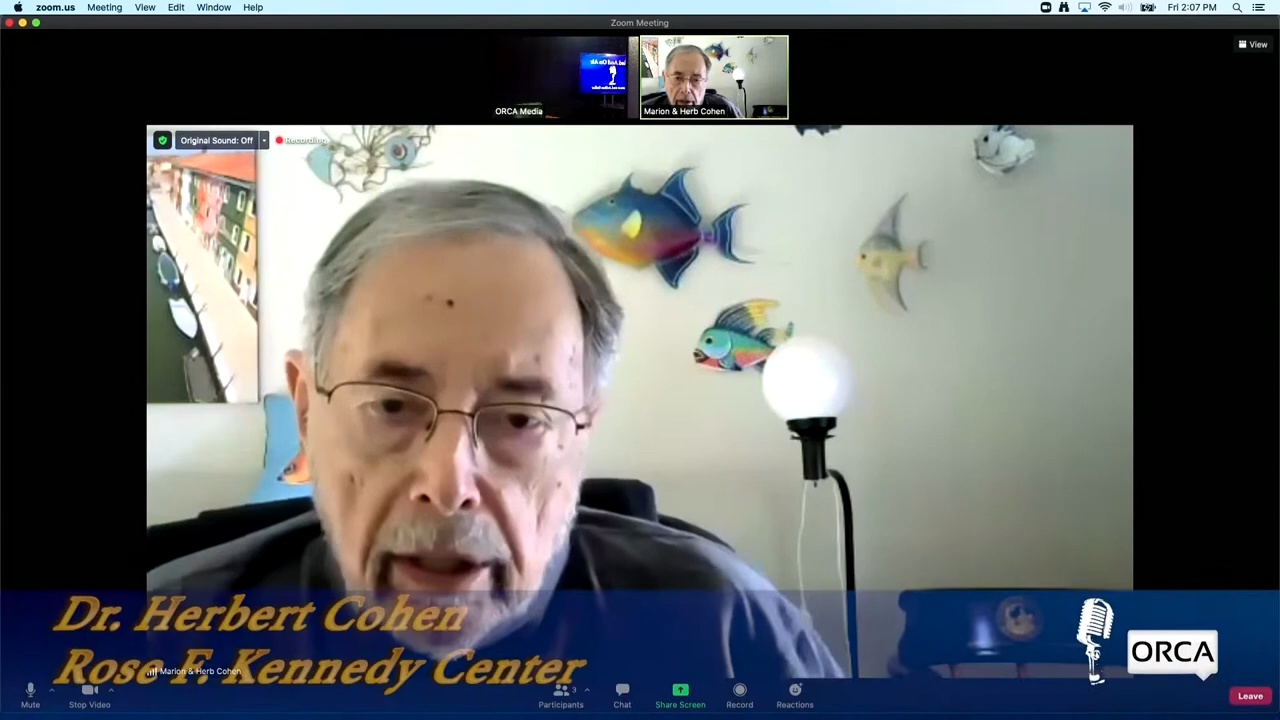 zoom.us Meeting View Edit Window Help Fri 2:07 PM
Zoom Meeting
View
ORCA Media
Marion & Herb Cohen
Original Sound: Off
Recording
Dr. Herbert Cohen
Rose F. Kennedy Center
Marion & Herb Cohen
ORCA
Mute
Stop Video
3
Participants
Chat
Share Screen
Record
Reactions
Leave